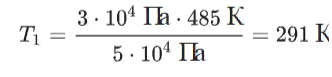 T₁ = (3 · 10⁴ Па · 485 К) / (5 · 10⁴ Па) = 291 К